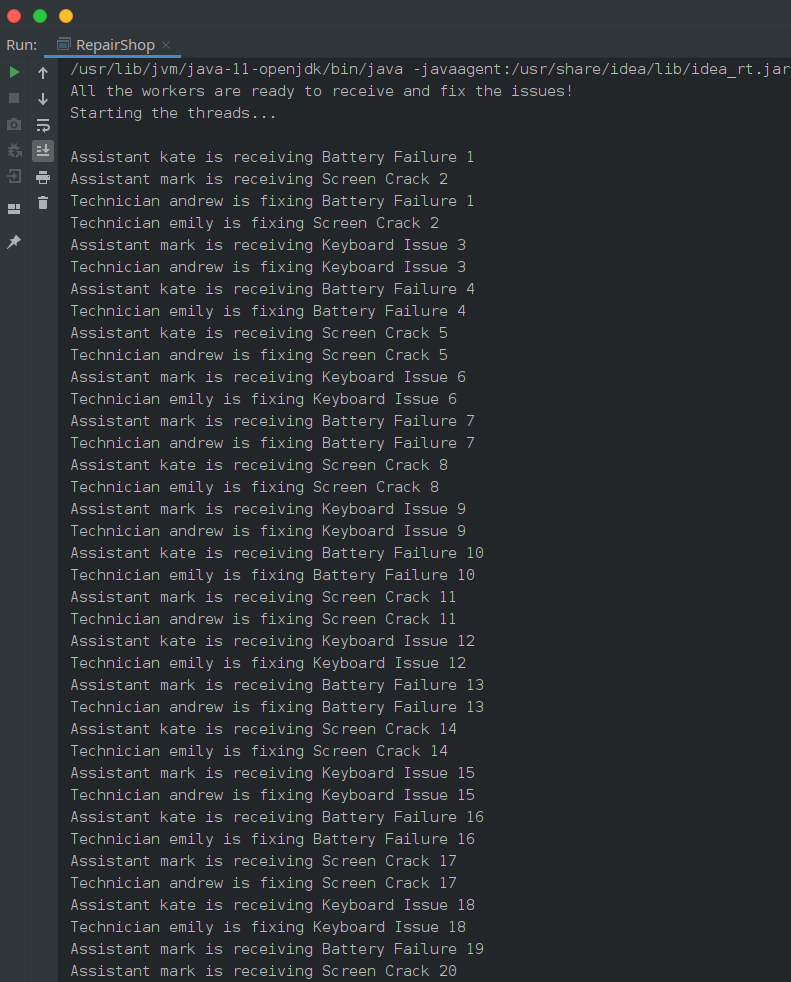 Run: RepairShop
/usr/lib/jvm/java-11-openjdk/bin/java -javaagent:/usr/share/idea/lib/idea_rt.jar
All the workers are ready to receive and fix the issues!
Starting the threads...
Assistant kate is receiving Battery Failure 1
Assistant mark is receiving Screen Crack 2
Technician andrew is fixing Battery Failure 1
Technician emily is fixing Screen Crack 2
Assistant mark is receiving Keyboard Issue 3
Technician andrew is fixing Keyboard Issue 3
Assistant kate is receiving Battery Failure 4
Technician emily is fixing Battery Failure 4
Assistant kate is receiving Screen Crack 5
Technician andrew is fixing Screen Crack 5
Assistant mark is receiving Keyboard Issue 6
Technician emily is fixing Keyboard Issue 6
Assistant mark is receiving Battery Failure 7
Technician andrew is fixing Battery Failure 7
Assistant kate is receiving Screen Crack 8
Technician emily is fixing Screen Crack 8
Assistant mark is receiving Keyboard Issue 9
Technician andrew is fixing Keyboard Issue 9
Assistant kate is receiving Battery Failure 10
Technician emily is fixing Battery Failure 10
Assistant mark is receiving Screen Crack 11
Technician andrew is fixing Screen Crack 11
Assistant kate is receiving Keyboard Issue 12
Technician emily is fixing Keyboard Issue 12
Assistant mark is receiving Battery Failure 13
Technician andrew is fixing Battery Failure 13
Assistant kate is receiving Screen Crack 14
Technician emily is fixing Screen Crack 14
Assistant mark is receiving Keyboard Issue 15
Technician andrew is fixing Keyboard Issue 15
Assistant kate is receiving Battery Failure 16
Technician emily is fixing Battery Failure 16
Assistant mark is receiving Screen Crack 17
Technician andrew is fixing Screen Crack 17
Assistant kate is receiving Keyboard Issue 18
Technician emily is fixing Keyboard Issue 18
Assistant mark is receiving Battery Failure 19
Assistant mark is receiving Screen Crack 20